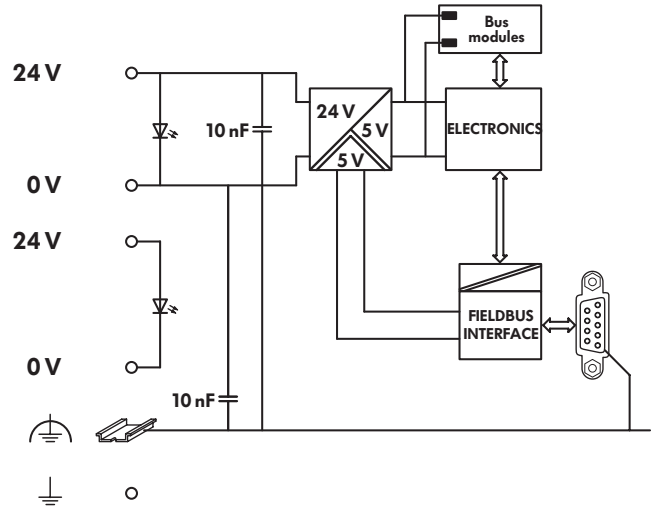 Bus
modules
24 V
10 nF
24 V
5 V
5 V
ELECTRONICS
0 V
24 V
FIELDBUS
INTERFACE
0 V
10 nF